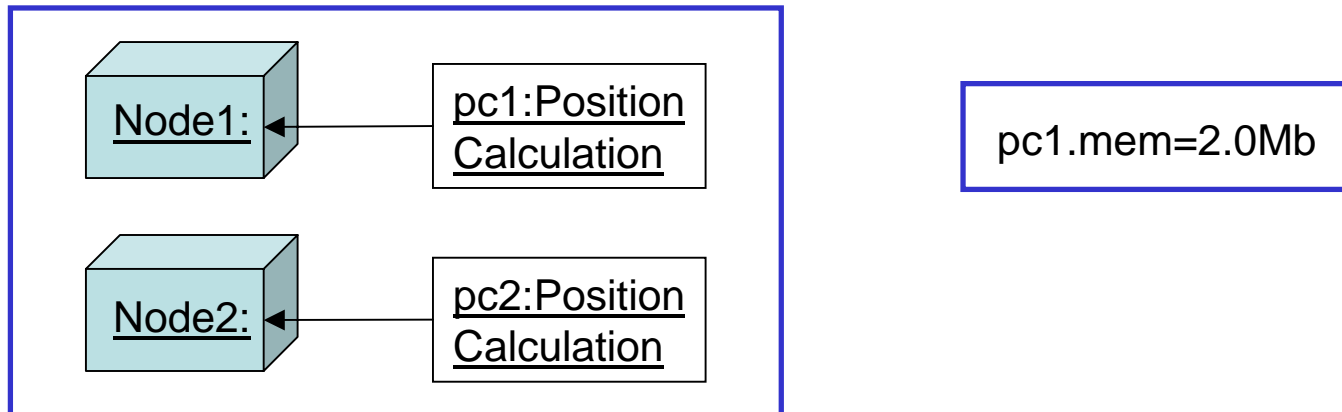 Node1:
pc1:Position
Calculation
pc1.mem=2.0Mb
Node2:
pc2:Position
Calculation